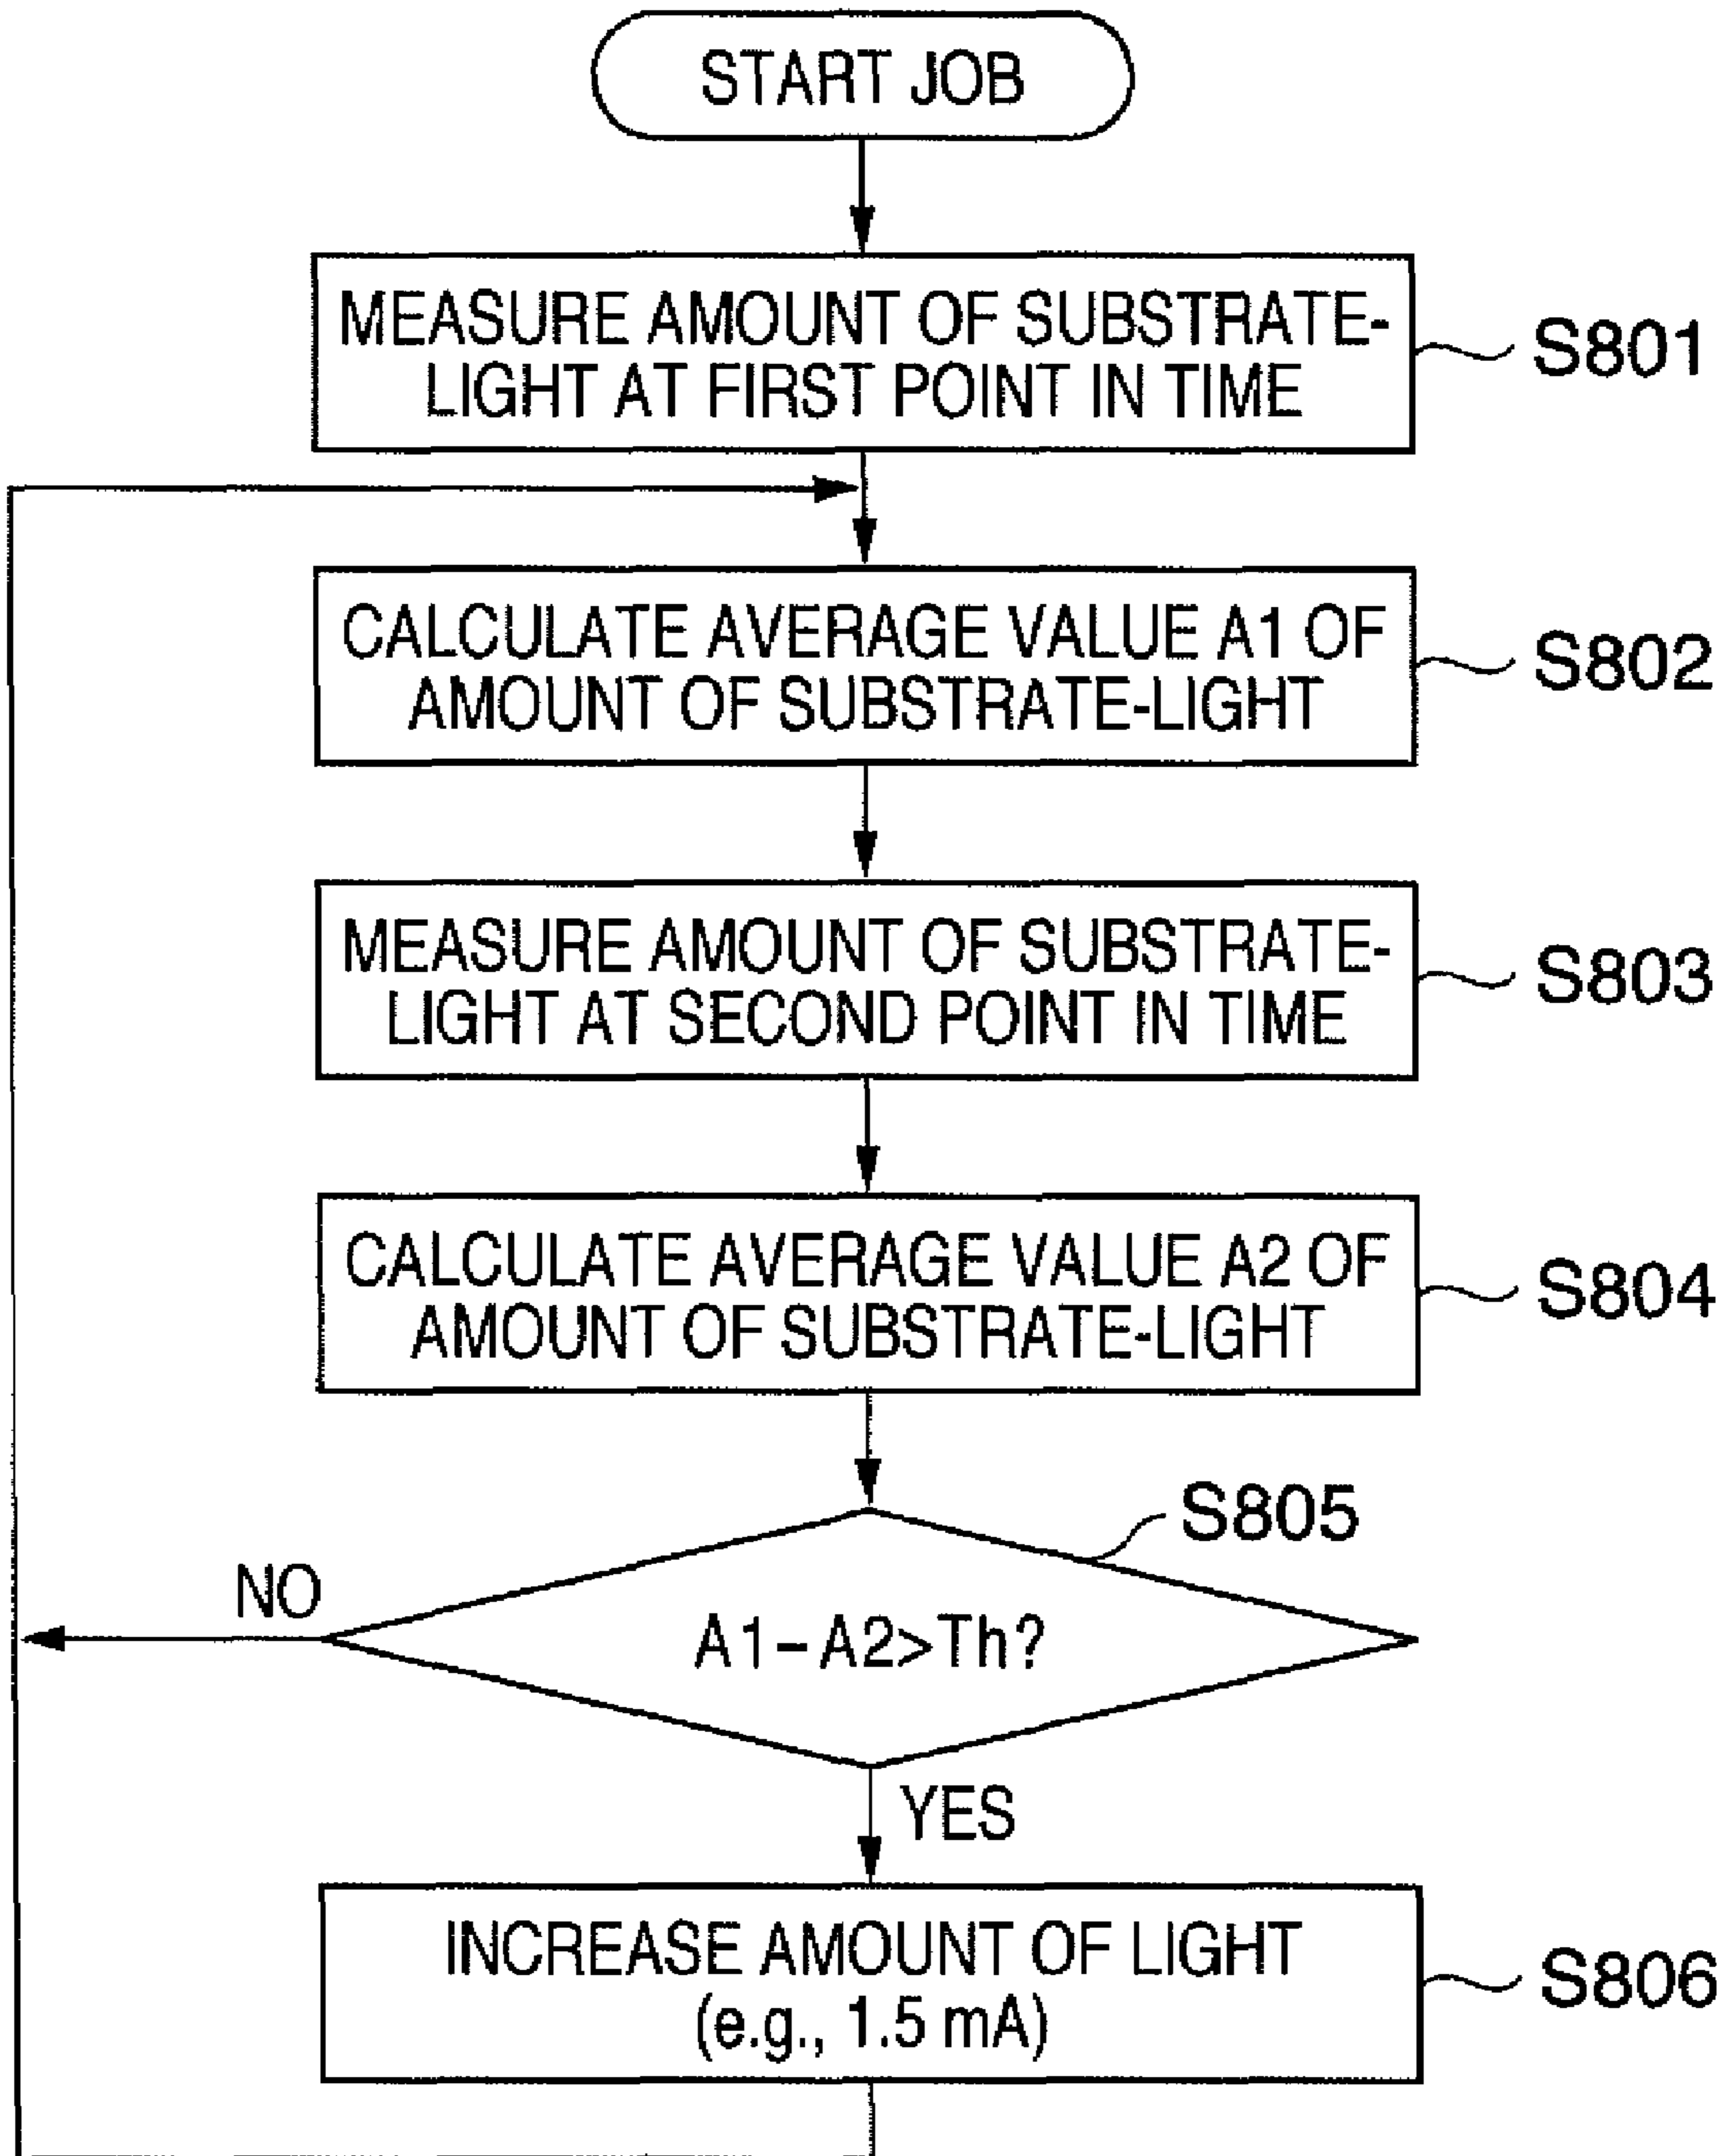 START JOB
MEASURE AMOUNT OF SUBSTRATE-
LIGHT AT FIRST POINT IN TIME
S801
CALCULATE AVERAGE VALUE A1 OF
AMOUNT OF SUBSTRATE-LIGHT
S802
MEASURE AMOUNT OF SUBSTRATE-
LIGHT AT SECOND POINT IN TIME
S803
CALCULATE AVERAGE VALUE A2 OF
AMOUNT OF SUBSTRATE-LIGHT
S804
S805
NO
A1–A2>Th?
YES
INCREASE AMOUNT OF LIGHT
(e.g., 1.5 mA)
S806